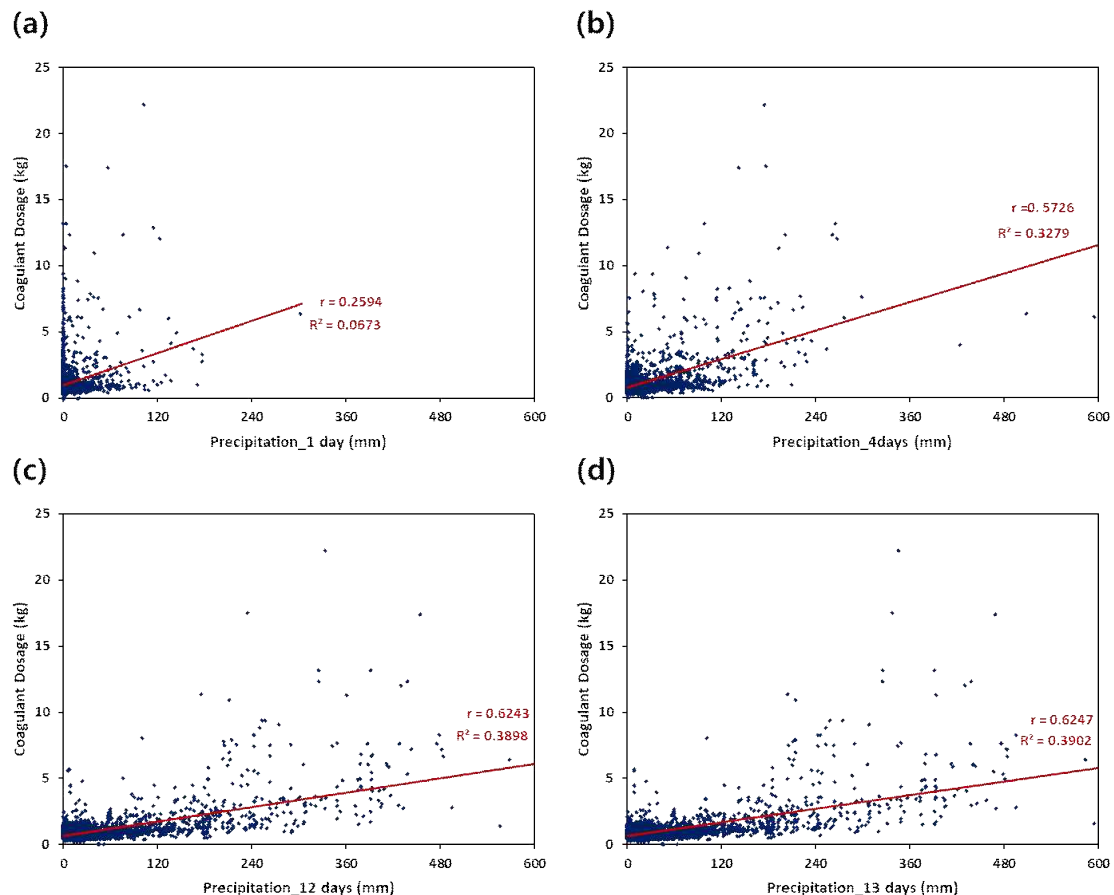 (a)
25
20
15
10
5
0
Coagulant Dosage (kg)
r = 0.2594
R² = 0.0673
0 120 240 360 480 600
Precipitation_1 day (mm)
(b)
25
20
15
10
5
0
Coagulant Dosage (kg)
r =0.5726
R² = 0.3279
0 120 240 360 480 600
Precipitation_4days (mm)
(c)
25
20
15
10
5
0
Coagulant Dosage (kg)
r = 0.6243
R² = 0.3898
0 120 240 360 480 600
Precipitation_12 days (mm)
(d)
25
20
15
10
5
0
Coagulant Dosage (kg)
r = 0.6247
R² = 0.3902
0 120 240 360 480 600
Precipitation_13 days (mm)